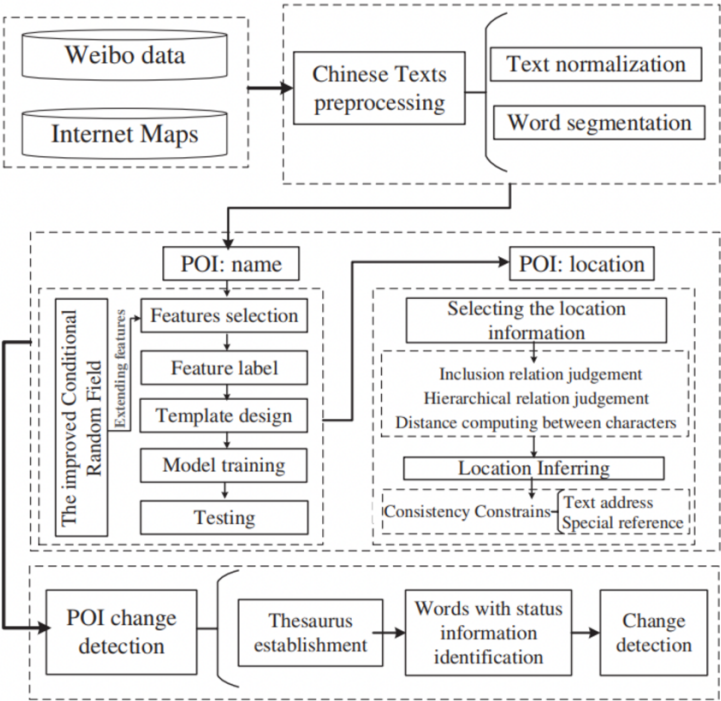 Weibo data
Internet Maps
Chinese Texts
preprocessing
Text normalization
Word segmentation
POI: name
POI: location
The improved Conditional
Random Field
Extending features
Features selection
Feature label
Template design
Model training
Testing
Selecting the location
information
Inclusion relation judgement
Hierarchical relation judgement
Distance computing between characters
Location Inferring
Consistency Constrains
Text address
Special reference
POI change
detection
Thesaurus
establishment
Words with status
information
identification
Change
detection